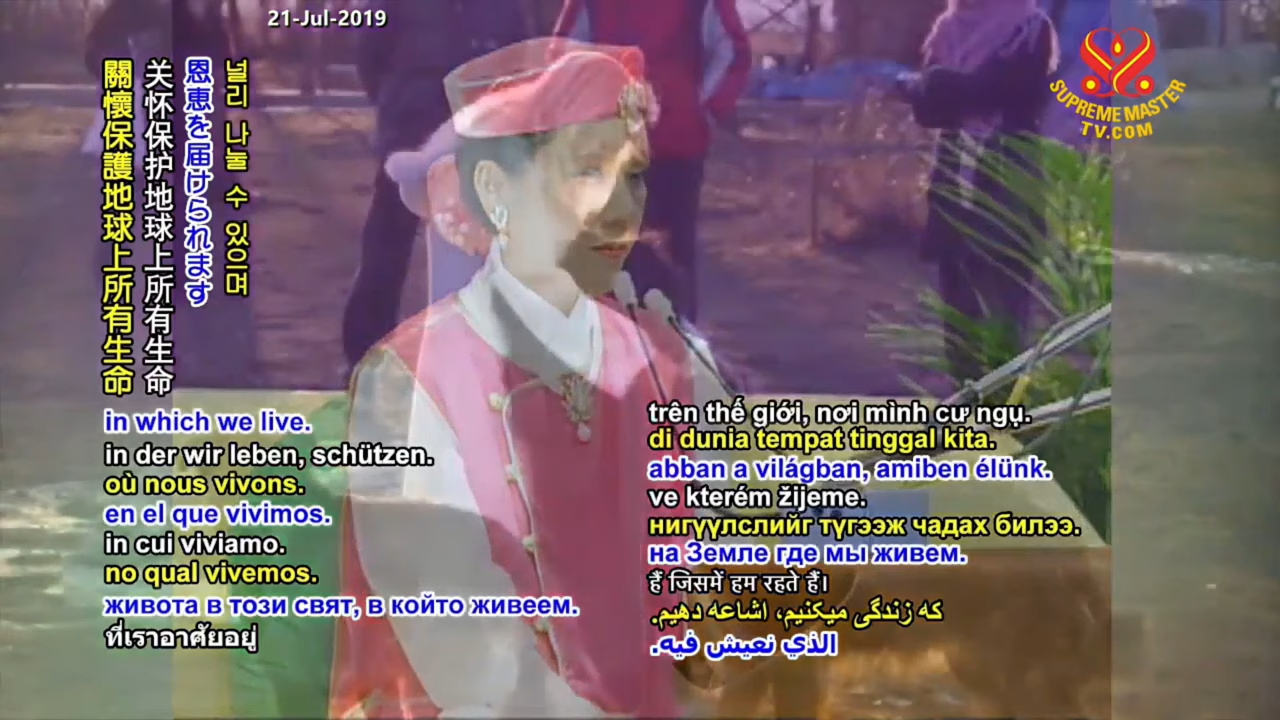 21-Jul-2019
SUPREME MASTER
TV.COM
關懷保護地球上所有生命
关怀保护地球上所有生命
恩恵を届けられます
널리 나눌 수 있으며
in which we live.
in der wir leben, schützen.
où nous vivons.
en el que vivimos.
in cui viviamo.
no qual vivemos.
живота в този свят, в който живеем.
ที่เราอาศัยอยู่
trên thế giới, nơi mình cư ngụ.
di dunia tempat tinggal kita.
abban a világban, amiben élünk.
ve kterém žijeme.
нигүүлслийг түгээж чадах билээ.
на Земле где мы живем.
हैं जिसमें हम रहते हैं।
که زندگی میکنیم، اشاعه دهیم.
الذي نعيش فيه.